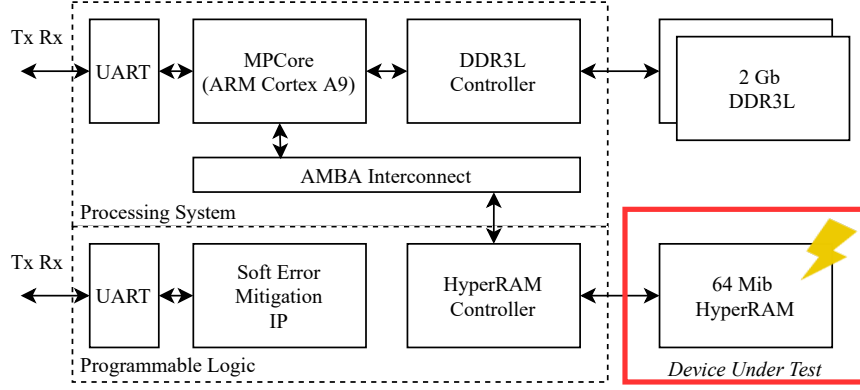 Tx Rx
UART
MPCore
(ARM Cortex A9)
DDR3L
Controller
2 Gb
DDR3L
AMBA Interconnect
Processing System
Tx Rx
UART
Soft Error
Mitigation
IP
HyperRAM
Controller
64 Mib
HyperRAM
Programmable Logic
Device Under Test